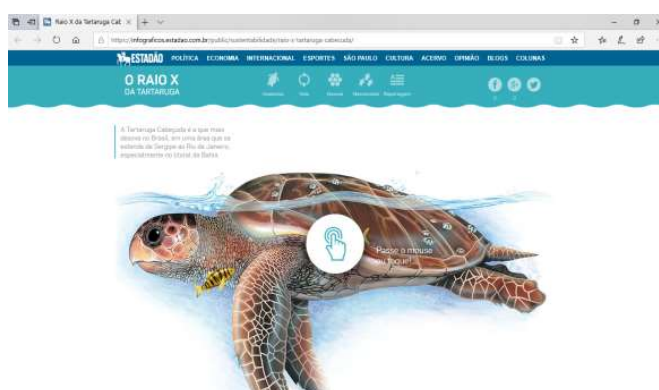 Raio X da Tartaruga Cab
https://infograficos.estadao.com.br/public/sustentabilidade/raio-x-tartaruga-cabecuda/
ESTADÃO POLÍTICA ECONOMIA INTERNACIONAL ESPORTES SÃO PAULO CULTURA ACERVO OPINIÃO BLOGS COLUNAS
O RAIO X
DA TARTARUGA
Vida Reportagem
A Tartaruga Cabeçuda é a que mais
desova no Brasil, em uma área que se
estende de Sergipe ao Rio de Janeiro,
especialmente no litoral da Bahia.
Passe o mouse
ou toque!